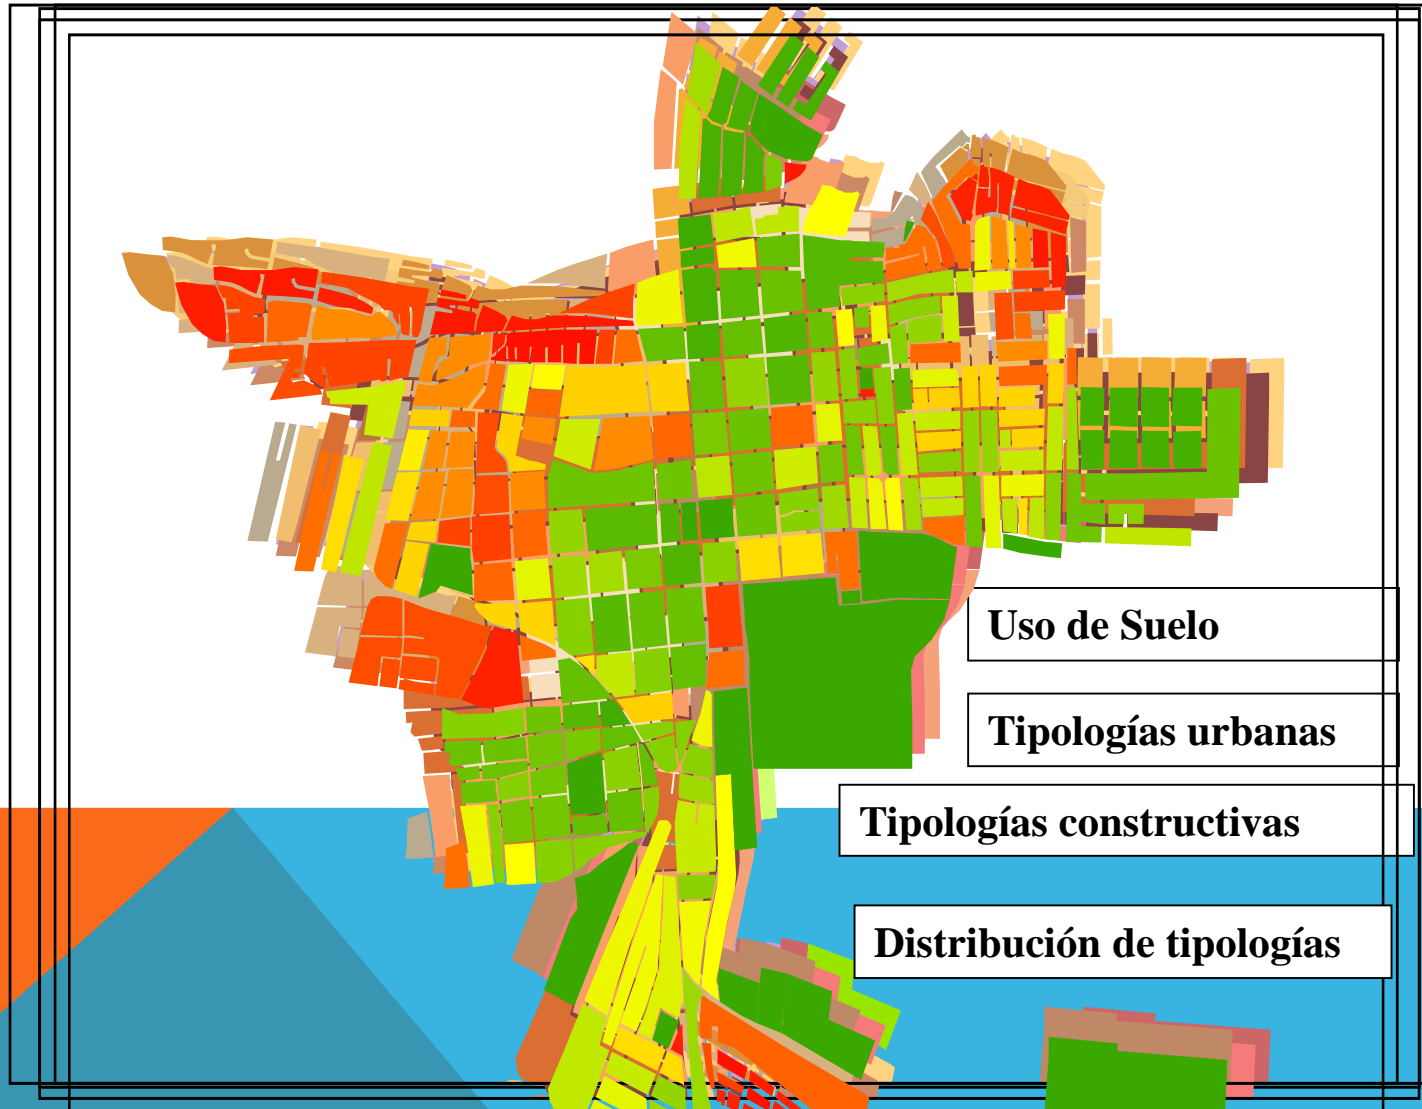 Uso de Suelo
Tipologías urbanas
Tipologías constructivas
Distribución de tipologías